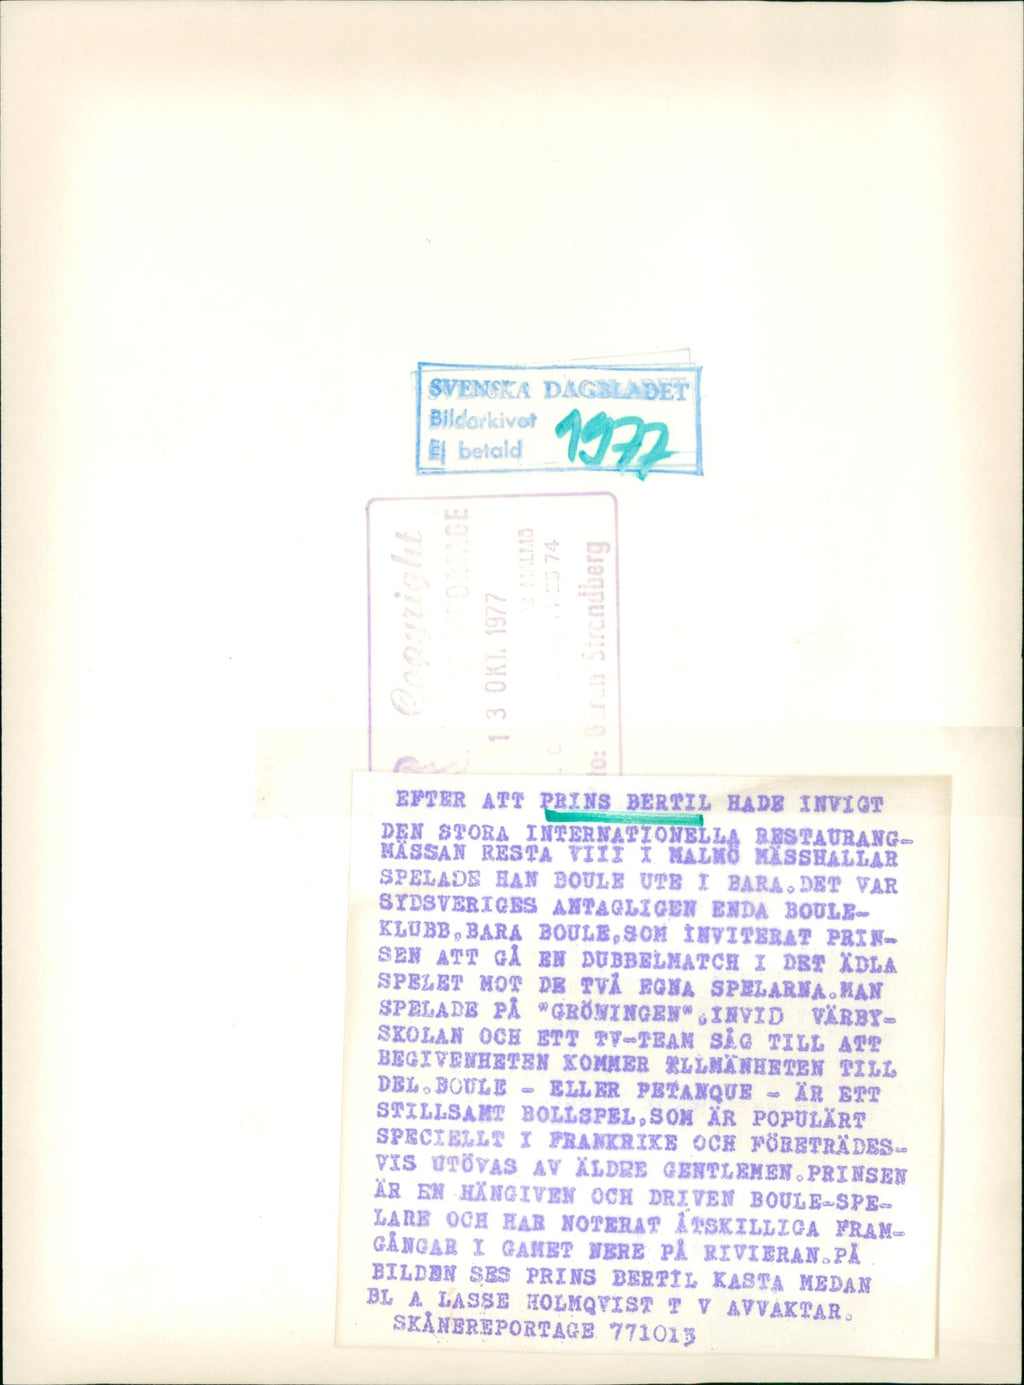 SVENSKA DAGBLADET
Bildarkivet
Ej betald
1977
Copyright
13 OKT. 1977
MALMÖ
25 74
Strandberg
EFTER ATT PRINS BERTIL HADE INVIGT
DEN STORA INTERNATIONELLA RESTAURANG-
MÄSSAN RESTA VIII I MALMÖ MÄSSHALLAR
SPELADE HAN BOULE UTE I BARA.DET VAR
SYDSVERIGES ANTAGLIGEN ENDA BOULE-
KLUBB,BARA BOULE,SOM INVITERAT PRIN-
SEN ATT GÅ EN DUBBELMATCH I DET ÄDLA
SPELET MOT DE TVÅ EGNA SPELARNA.MAN
SPELADE PÅ "GRÖNINGEN",INVID VÄRBY-
SKOLAN OCH ETT TV-TEAM SÅG TILL ATT
BEGIVENHETEN KOMMER ELLMÄNHETEN TILL
DEL.BOULE - ELLER PETANQUE - ÄR ETT
STILLSAMT BOLLSPEL,SOM ÄR POPULÄRT
SPECIELLT I FRANKRIKE OCH FÖRETRÄDES-
VIS UTÖVAS AV ÄLDRE GENTLEMEN.PRINSEN
ÄR EN HÄNGIVEN OCH DRIVEN BOULE-SPE-
LARE OCH HAR NOTERAT ÅTSKILLIGA FRAM-
GÅNGAR I GAMET NERE PÅ RIVIERAN.PÅ
BILDEN SES PRINS BERTIL KASTA MEDAN
BL A LASSE HOLMQVIST T V AVVAKTAR.
SKÅNEREPORTAGE 771013